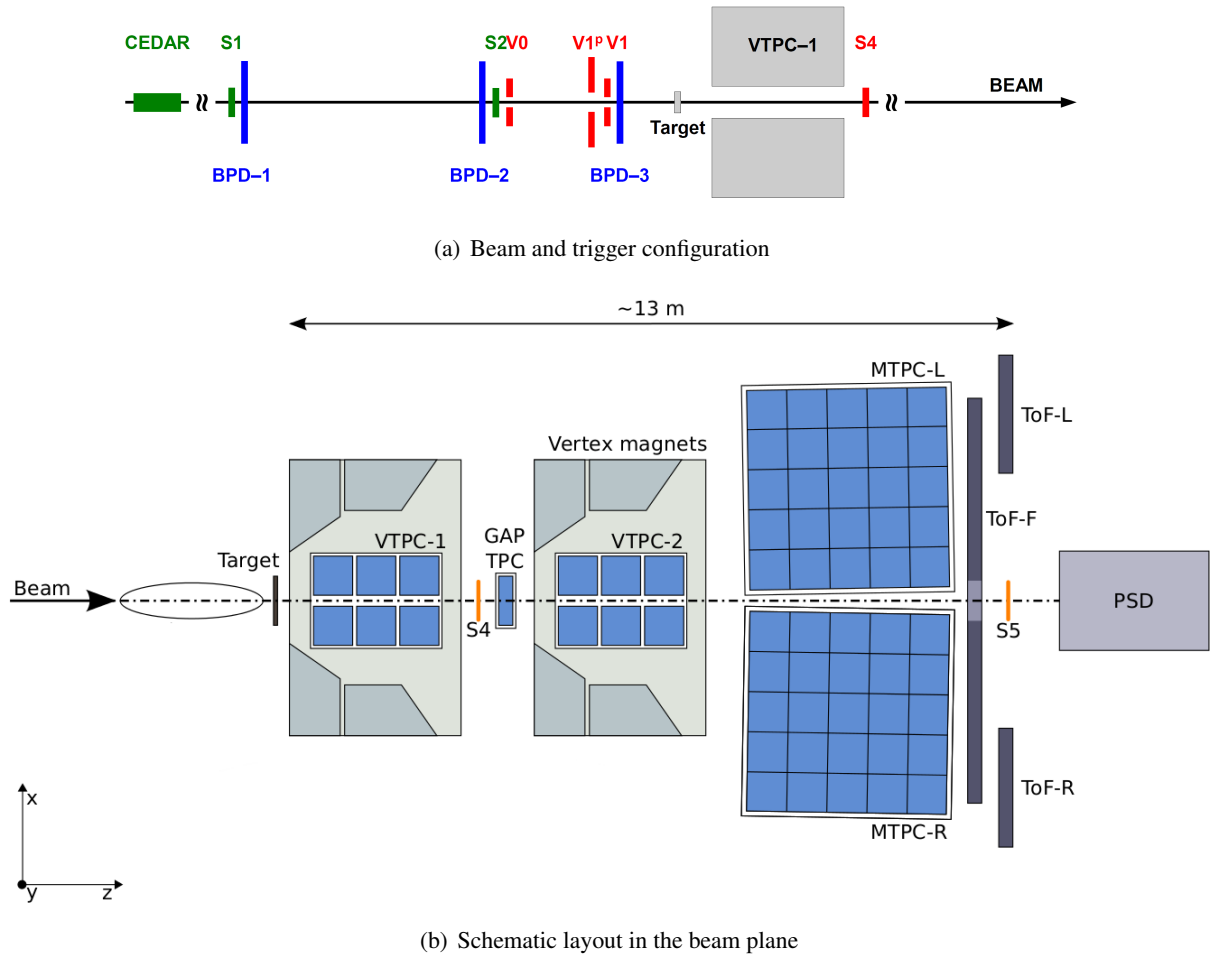 CEDAR S1 S2 V0 V1ᵖ V1 VTPC–1 S4
BEAM
Target
BPD–1 BPD–2 BPD–3
(a) Beam and trigger configuration
~13 m
MTPC-L
ToF-L
Vertex magnets
ToF-F
GAP
TPC
VTPC-1
VTPC-2
Target
Beam
S4
S5
PSD
ToF-R
MTPC-R
x
y
z
(b) Schematic layout in the beam plane